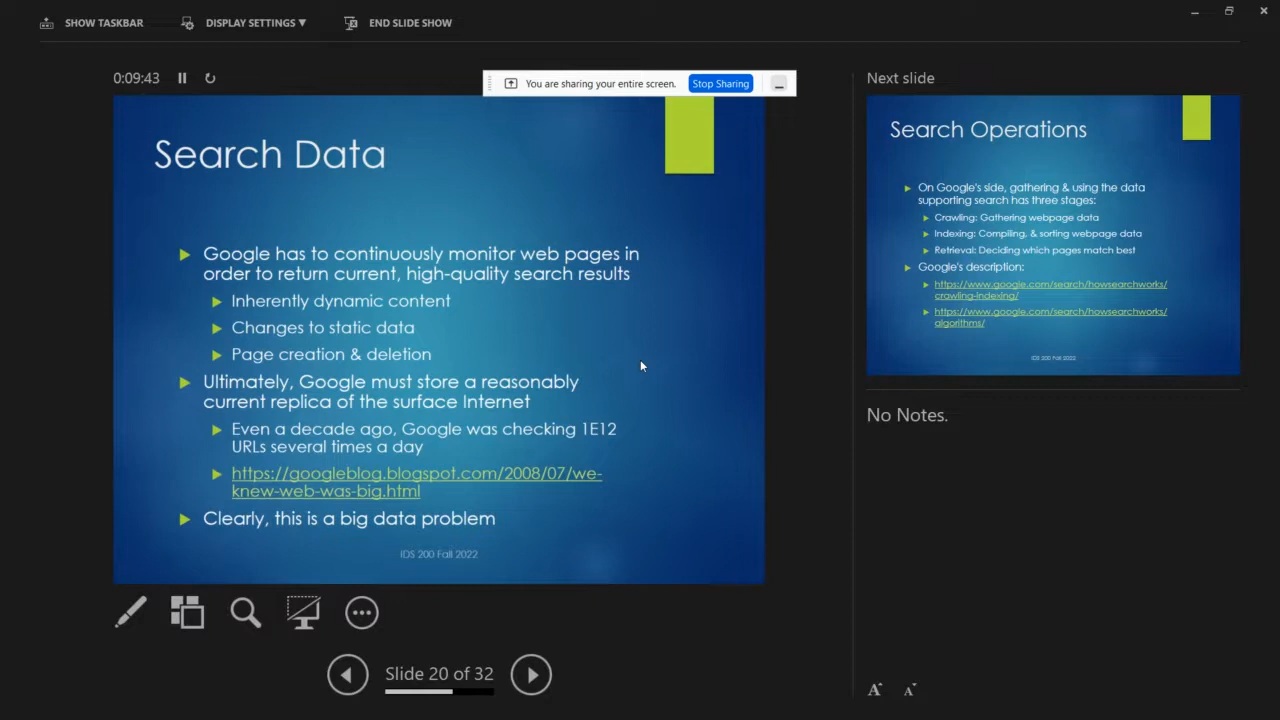 SHOW TASKBAR DISPLAY SETTINGS ▼ END SLIDE SHOW
0:09:43
You are sharing your entire screen. Stop Sharing
Search Data
Google has to continuously monitor web pages in
order to return current, high-quality search results
Inherently dynamic content
Changes to static data
Page creation & deletion
Ultimately, Google must store a reasonably
current replica of the surface Internet
Even a decade ago, Google was checking 1E12
URLs several times a day
https://googleblog.blogspot.com/2008/07/we-
knew-web-was-big.html
Clearly, this is a big data problem
IDS 200 Fall 2022
Slide 20 of 32
Next slide
Search Operations
On Google's side, gathering & using the data
supporting search has three stages:
Crawling: Gathering webpage data
Indexing: Compiling, & sorting webpage data
Retrieval: Deciding which pages match best
Google's description:
https://www.google.com/search/howsearchworks/
crawling-indexing/
https://www.google.com/search/howsearchworks/
algorithms/
IDS 200 Fall 2022
No Notes.
A A